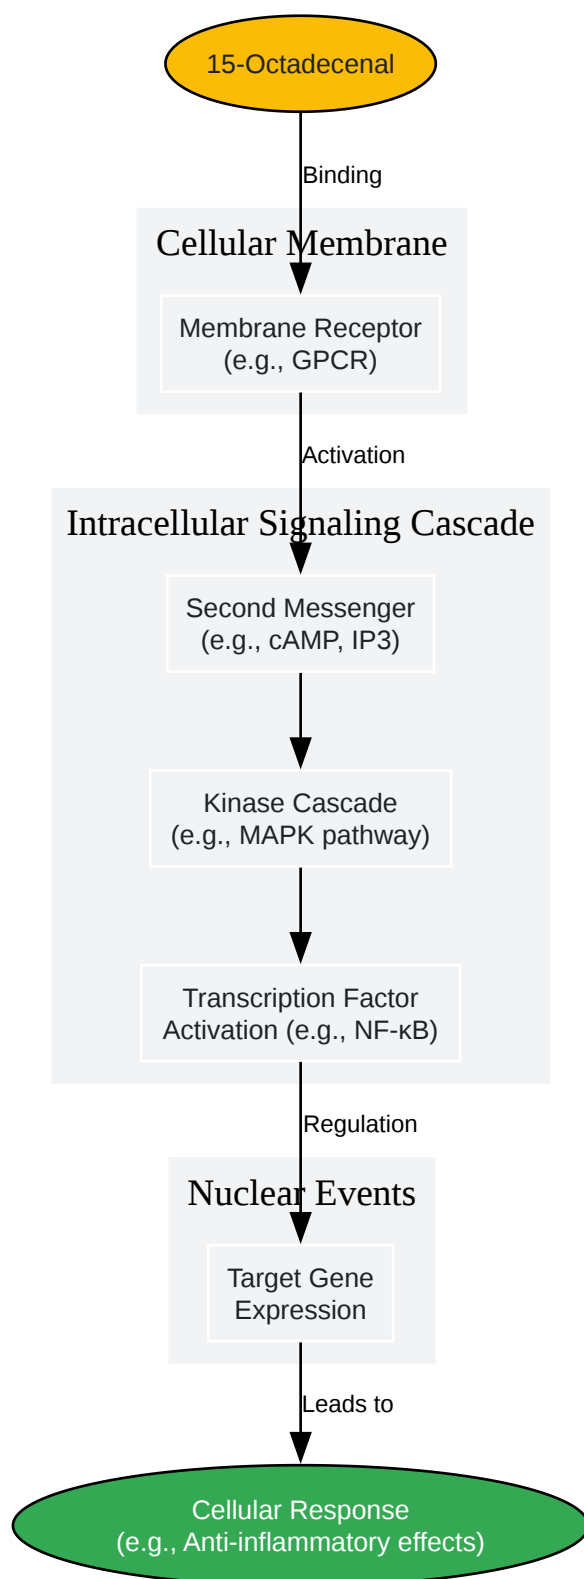 15-Octadecenal
Binding
Cellular Membrane
Membrane Receptor
(e.g., GPCR)
Activation
Intracellular Signaling Cascade
Second Messenger
(e.g., cAMP, IP3)
Kinase Cascade
(e.g., MAPK pathway)
Transcription Factor
Activation (e.g., NF-κB)
Regulation
Nuclear Events
Target Gene
Expression
Leads to
Cellular Response
(e.g., Anti-inflammatory effects)